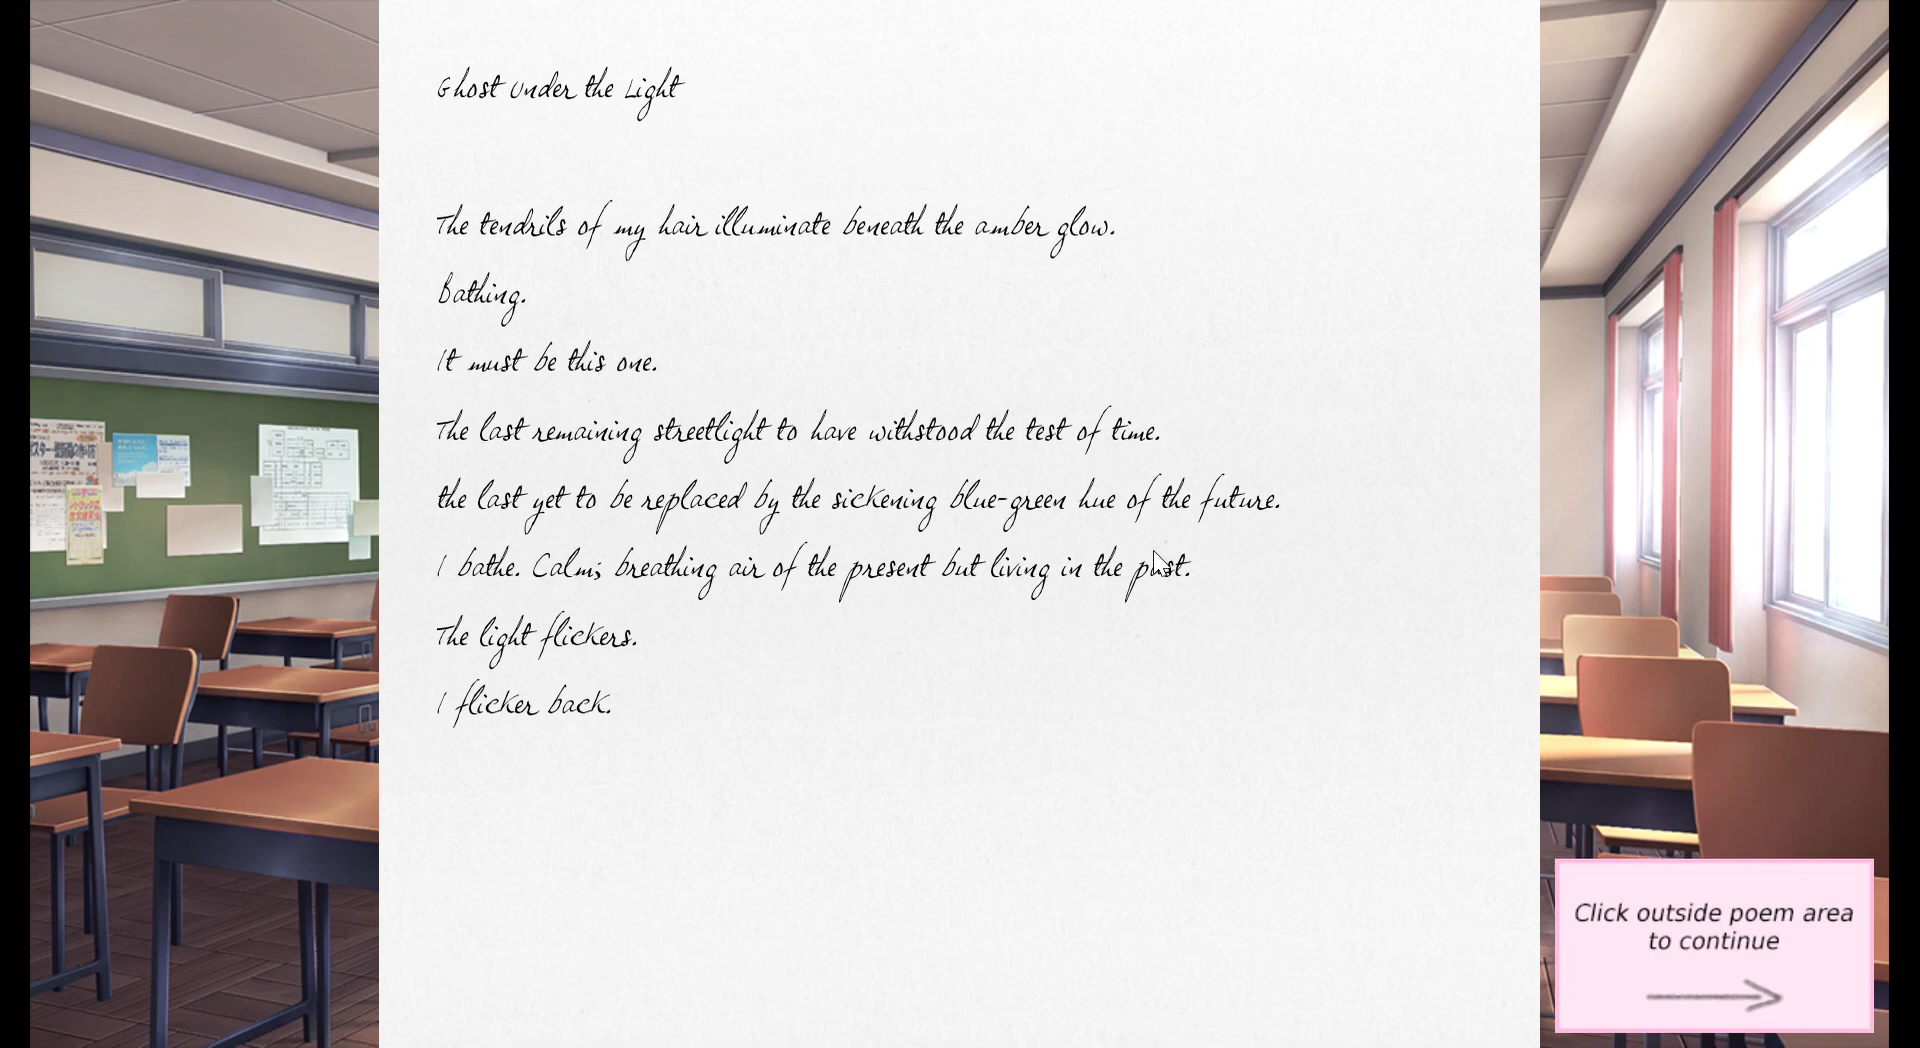 Ghost Under the Light
The tendrils of my hair illuminate beneath the amber glow.
Bathing.
It must be this one.
The last remaining streetlight to have withstood the test of time.
the last yet to be replaced by the sickening blue-green hue of the future.
I bathe. Calm; breathing air of the present but living in the past.
The light flickers.
I flicker back.
Click outside poem area
to continue